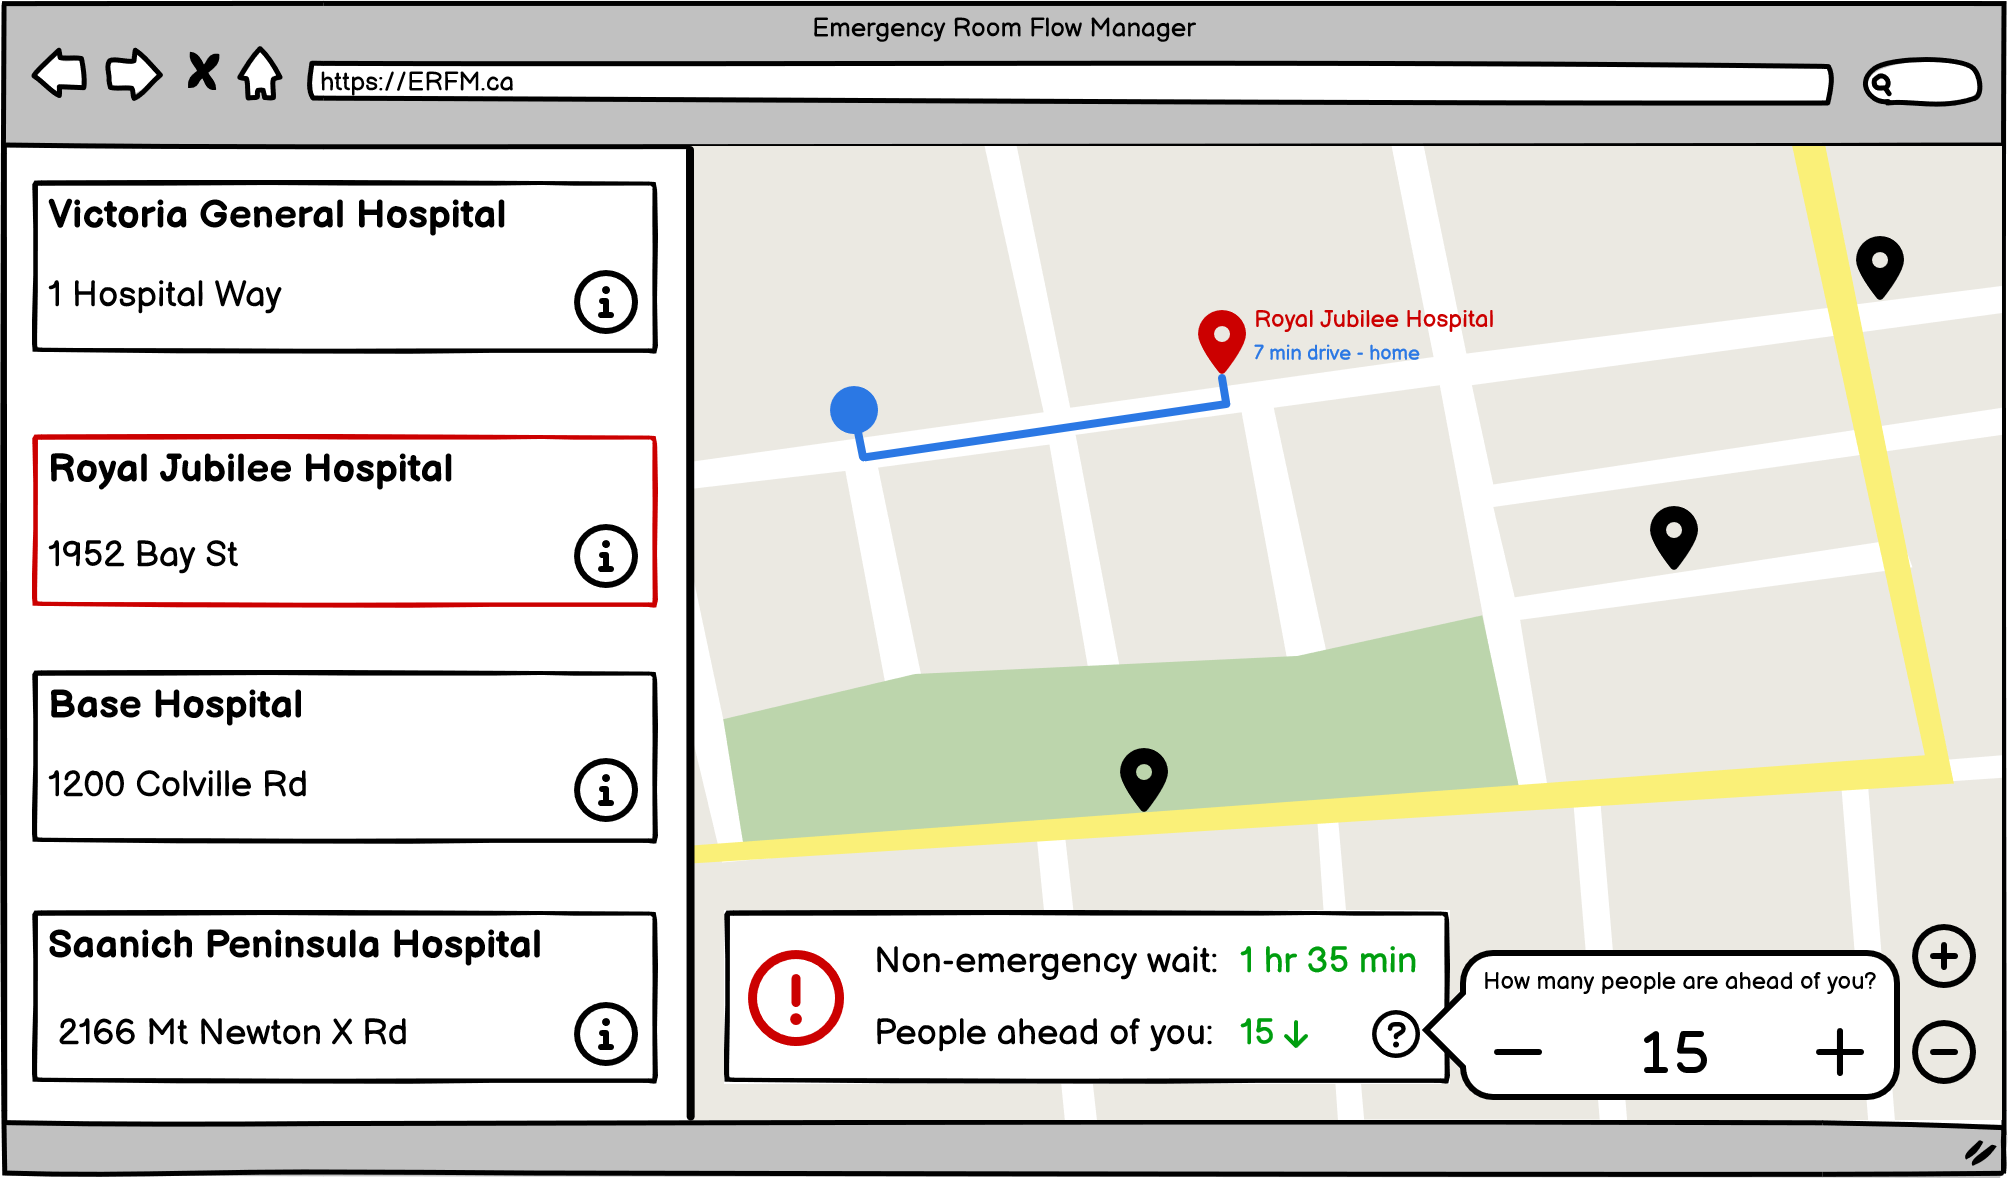 Emergency Room Flow Manager
https://ERFM.ca
Victoria General Hospital
1 Hospital Way
Royal Jubilee Hospital
1952 Bay St
Base Hospital
1200 Colville Rd
Saanich Peninsula Hospital
2166 Mt Newton X Rd
Royal Jubilee Hospital
7 min drive - home
Non-emergency wait: 1 hr 35 min
People ahead of you: 15 ↓
How many people are ahead of you?
− 15 +